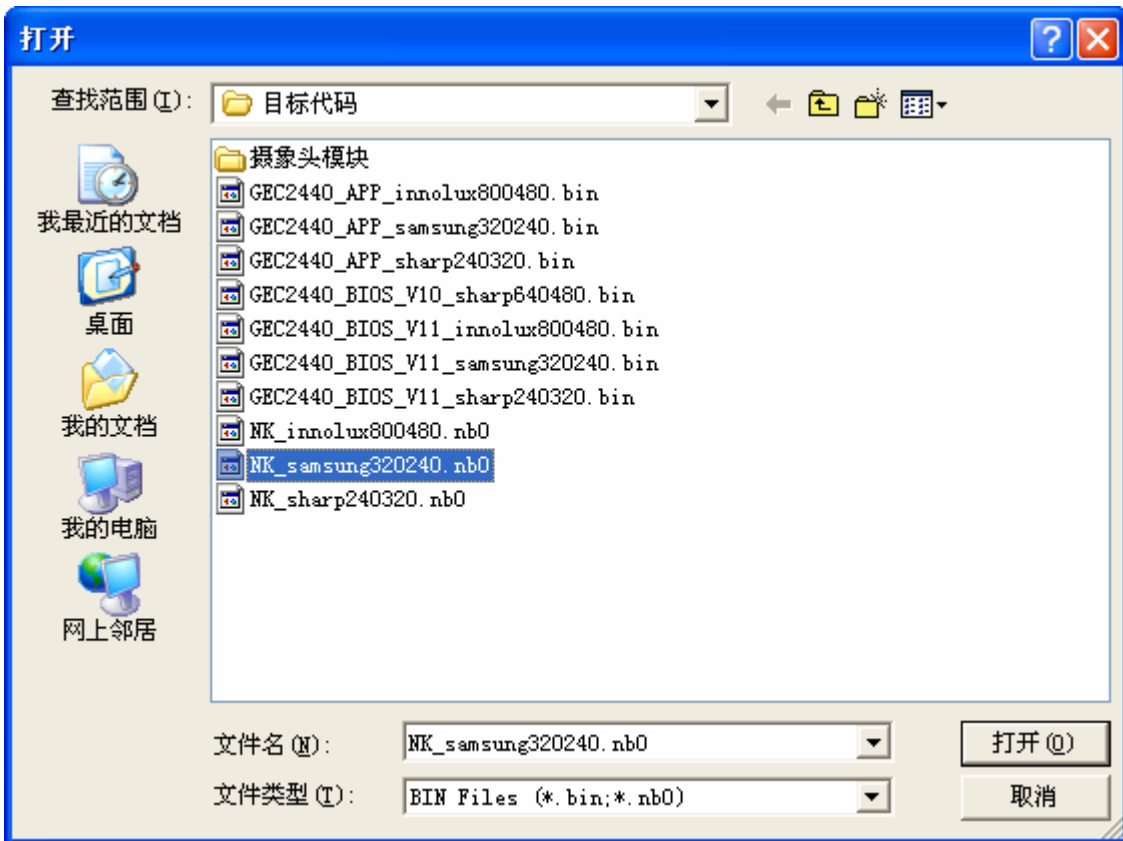 打开
查找范围(I): 目标代码
我最近的文档
桌面
我的文档
我的电脑
网上邻居
摄象头模块
GEC2440_APP_innolux800480.bin
GEC2440_APP_samsung320240.bin
GEC2440_APP_sharp240320.bin
GEC2440_BIOS_V10_sharp640480.bin
GEC2440_BIOS_V11_innolux800480.bin
GEC2440_BIOS_V11_samsung320240.bin
GEC2440_BIOS_V11_sharp240320.bin
NK_innolux800480.nb0
NK_samsung320240.nb0
NK_sharp240320.nb0
文件名(N): NK_samsung320240.nb0 打开(O)
文件类型(T): BIN Files (*.bin;*.nb0) 取消